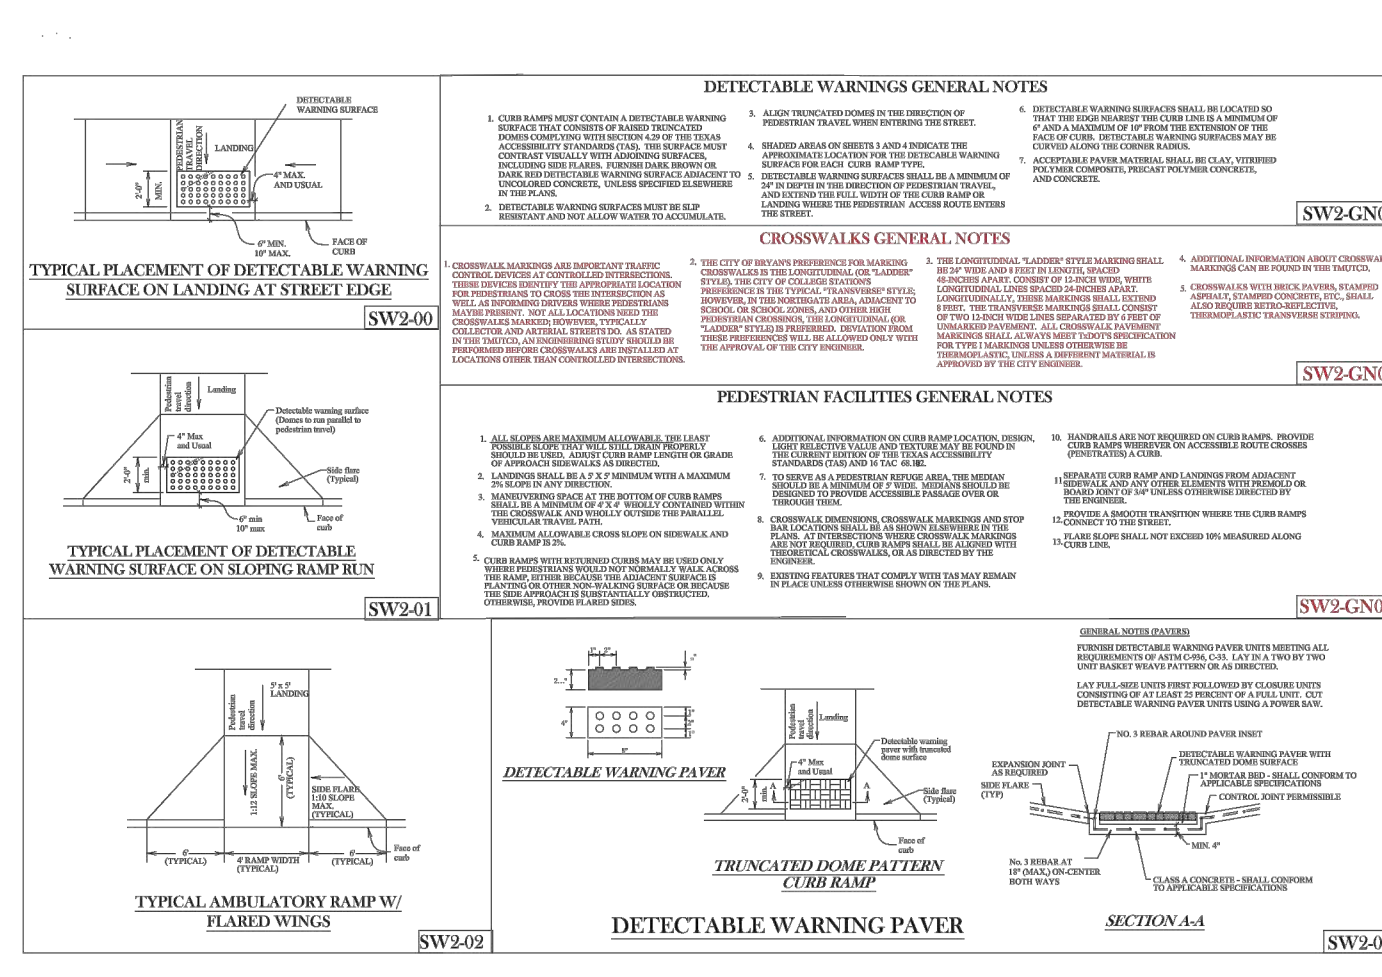 DETECTABLE
WARNING SURFACE
PEDESTRIAN
TRAVEL
DIRECTION
LANDING
4" MAX.
AND USUAL
2'-0"
MIN.
6" MIN.
10" MAX.
FACE OF
CURB
TYPICAL PLACEMENT OF DETECTABLE WARNING
SURFACE ON LANDING AT STREET EDGE
SW2-00
Pedestrian
travel
direction
Landing
Detectable warning surface
(Domes to run parallel to
pedestrian travel)
4" Max
and Usual
2'-0"
min.
Side flare
(Typical)
6" min
10" max
Face of
curb
TYPICAL PLACEMENT OF DETECTABLE
WARNING SURFACE ON SLOPING RAMP RUN
SW2-01
5' x 5'
LANDING
Pedestrian
travel
direction
1:12 SLOPE MAX.
6'
(TYPICAL)
SIDE FLARE
1:10 SLOPE
MAX.
(TYPICAL)
6'
(TYPICAL)
4' RAMP WIDTH
(TYPICAL)
6'
(TYPICAL)
Face of
curb
TYPICAL AMBULATORY RAMP W/
FLARED WINGS
SW2-02
DETECTABLE WARNINGS GENERAL NOTES
1. CURB RAMPS MUST CONTAIN A DETECTABLE WARNING
SURFACE THAT CONSISTS OF RAISED TRUNCATED
DOMES COMPLYING WITH SECTION 4.29 OF THE TEXAS
ACCESSIBILITY STANDARDS (TAS). THE SURFACE MUST
CONTRAST VISUALLY WITH ADJOINING SURFACES,
INCLUDING SIDE FLARES. FURNISH DARK BROWN OR
DARK RED DETECTABLE WARNING SURFACE ADJACENT TO
UNCOLORED CONCRETE, UNLESS SPECIFIED ELSEWHERE
IN THE PLANS.
2. DETECTABLE WARNING SURFACES MUST BE SLIP
RESISTANT AND NOT ALLOW WATER TO ACCUMULATE.
3. ALIGN TRUNCATED DOMES IN THE DIRECTION OF
PEDESTRIAN TRAVEL WHEN ENTERING THE STREET.
4. SHADED AREAS ON SHEETS 3 AND 4 INDICATE THE
APPROXIMATE LOCATION FOR THE DETECABLE WARNING
SURFACE FOR EACH CURB RAMP TYPE.
5. DETECTABLE WARNING SURFACES SHALL BE A MINIMUM OF
24" IN DEPTH IN THE DIRECTION OF PEDESTRIAN TRAVEL,
AND EXTEND THE FULL WIDTH OF THE CURB RAMP OR
LANDING WHERE THE PEDESTRIAN ACCESS ROUTE ENTERS
THE STREET.
6. DETECTABLE WARNING SURFACES SHALL BE LOCATED SO
THAT THE EDGE NEAREST THE CURB LINE IS A MINIMUM OF
6" AND A MAXIMUM OF 10" FROM THE EXTENSION OF THE
FACE OF CURB. DETECTABLE WARNING SURFACES MAY BE
CURVED ALONG THE CORNER RADIUS.
7. ACCEPTABLE PAVER MATERIAL SHALL BE CLAY, VITRIFIED
POLYMER COMPOSITE, PRECAST POLYMER CONCRETE,
AND CONCRETE.
SW2-GN0
CROSSWALKS GENERAL NOTES
1. CROSSWALK MARKINGS ARE IMPORTANT TRAFFIC
CONTROL DEVICES AT CONTROLLED INTERSECTIONS.
THESE DEVICES IDENTIFY THE APPROPRIATE LOCATION
FOR PEDESTRIANS TO CROSS THE INTERSECTION AS
WELL AS INFORMING DRIVERS WHERE PEDESTRIANS
MAYBE PRESENT. NOT ALL LOCATIONS NEED THE
CROSSWALKS MARKED; HOWEVER, TYPICALLY
COLLECTOR AND ARTERIAL STREETS DO. AS STATED
IN THE TMUTCD, AN ENGINEERING STUDY SHOULD BE
PERFORMED BEFORE CROSSWALKS ARE INSTALLED AT
LOCATIONS OTHER THAN CONTROLLED INTERSECTIONS.
2. THE CITY OF BRYAN'S PREFERENCE FOR MARKING
CROSSWALKS IS THE LONGITUDINAL (OR "LADDER"
STYLE). THE CITY OF COLLEGE STATION'S
PREFERENCE IS THE TYPICAL "TRANSVERSE" STYLE;
HOWEVER, IN THE NORTHGATE AREA, ADJACENT TO
SCHOOL OR SCHOOL ZONES, AND OTHER HIGH
PEDESTRIAN CROSSINGS, THE LONGITUDINAL (OR
"LADDER" STYLE) IS PREFERRED. DEVIATION FROM
THESE PREFERENCES WILL BE ALLOWED ONLY WITH
THE APPROVAL OF THE CITY ENGINEER.
3. THE LONGITUDINAL "LADDER" STYLE MARKING SHALL
BE 24" WIDE AND 8 FEET IN LENGTH, SPACED
48-INCHES APART. CONSIST OF 12-INCH WIDE, WHITE
LONGITUDINAL LINES SPACED 24-INCHES APART.
LONGITUDINALLY, THESE MARKINGS SHALL EXTEND
8 FEET. THE TRANSVERSE MARKINGS SHALL CONSIST
OF TWO 12-INCH WIDE LINES SEPARATED BY 6 FEET OF
UNMARKED PAVEMENT. ALL CROSSWALK PAVEMENT
MARKINGS SHALL ALWAYS MEET TxDOT'S SPECIFICATION
FOR TYPE I MARKINGS UNLESS OTHERWISE BE
THERMOPLASTIC, UNLESS A DIFFERENT MATERIAL IS
APPROVED BY THE CITY ENGINEER.
4. ADDITIONAL INFORMATION ABOUT CROSSWAL
MARKINGS CAN BE FOUND IN THE TMUTCD.
5. CROSSWALKS WITH BRICK PAVERS, STAMPED
ASPHALT, STAMPED CONCRETE, ETC., SHALL
ALSO REQUIRE RETRO-REFLECTIVE,
THERMOPLASTIC TRANSVERSE STRIPING.
SW2-GN0
PEDESTRIAN FACILITIES GENERAL NOTES
1. ALL SLOPES ARE MAXIMUM ALLOWABLE. THE LEAST
POSSIBLE SLOPE THAT WILL STILL DRAIN PROPERLY
SHOULD BE USED. ADJUST CURB RAMP LENGTH OR GRADE
OF APPROACH SIDEWALKS AS DIRECTED.
2. LANDINGS SHALL BE A 5' X 5' MINIMUM WITH A MAXIMUM
2% SLOPE IN ANY DIRECTION.
3. MANEUVERING SPACE AT THE BOTTOM OF CURB RAMPS
SHALL BE A MINIMUM OF 4' X 4' WHOLLY CONTAINED WITHIN
THE CROSSWALK AND WHOLLY OUTSIDE THE PARALLEL
VEHICULAR TRAVEL PATH.
4. MAXIMUM ALLOWABLE CROSS SLOPE ON SIDEWALK AND
CURB RAMP IS 2%.
5. CURB RAMPS WITH RETURNED CURBS MAY BE USED ONLY
WHERE PEDESTRIANS WOULD NOT NORMALLY WALK ACROSS
THE RAMP, EITHER BECAUSE THE ADJACENT SURFACE IS
PLANTING OR OTHER NON-WALKING SURFACE OR BECAUSE
THE SIDE APPROACH IS SUBSTANTIALLY OBSTRUCTED.
OTHERWISE, PROVIDE FLARED SIDES.
6. ADDITIONAL INFORMATION ON CURB RAMP LOCATION, DESIGN,
LIGHT RELECTIVE VALUE AND TEXTURE MAY BE FOUND IN
THE CURRENT EDITION OF THE TEXAS ACCESSIBILITY
STANDARDS (TAS) AND 16 TAC
7. TO SERVE AS A PEDESTRIAN REFUGE AREA, THE MEDIAN
SHOULD BE A MINIMUM OF 5' WIDE. MEDIANS SHOULD BE
DESIGNED TO PROVIDE ACCESSIBLE PASSAGE OVER OR
THROUGH THEM.
8. CROSSWALK DIMENSIONS, CROSSWALK MARKINGS AND STOP
BAR LOCATIONS SHALL BE AS SHOWN ELSEWHERE IN THE
PLANS. AT INTERSECTIONS WHERE CROSSWALK MARKINGS
ARE NOT REQUIRED, CURB RAMPS SHALL BE ALIGNED WITH
THEORETICAL CROSSWALKS, OR AS DIRECTED BY THE
ENGINEER.
9. EXISTING FEATURES THAT COMPLY WITH TAS MAY REMAIN
IN PLACE UNLESS OTHERWISE SHOWN ON THE PLANS.
10. HANDRAILS ARE NOT REQUIRED ON CURB RAMPS. PROVIDE
CURB RAMPS WHEREVER ON ACCESSIBLE ROUTE CROSSES
(PENETRATES) A CURB.
11. SEPARATE CURB RAMP AND LANDINGS FROM ADJACENT
SIDEWALK AND ANY OTHER ELEMENTS WITH PREMOLD OR
BOARD JOINT OF 3/4" UNLESS OTHERWISE DIRECTED BY
THE ENGINEER.
12. PROVIDE A SMOOTH TRANSITION WHERE THE CURB RAMPS
CONNECT TO THE STREET.
13. FLARE SLOPE SHALL NOT EXCEED 10% MEASURED ALONG
CURB LINE.
SW2-GN0
1" 2"
2..."
4"
8"
DETECTABLE WARNING PAVER
Pedestrian
travel
direction
Landing
Detectable warning
paver with truncated
dome surface
4" Max
and Usual
2'-0"
min.
A A
Side flare
(Typical)
Face of
curb
TRUNCATED DOME PATTERN
CURB RAMP
DETECTABLE WARNING PAVER
GENERAL NOTES (PAVERS)
FURNISH DETECTABLE WARNING PAVER UNITS MEETING ALL
REQUIREMENTS OF ASTM C-936, C-33. LAY IN A TWO BY TWO
UNIT BASKET WEAVE PATTERN OR AS DIRECTED.
LAY FULL-SIZE UNITS FIRST FOLLOWED BY CLOSURE UNITS
CONSISTING OF AT LEAST 25 PERCENT OF A FULL UNIT. CUT
DETECTABLE WARNING PAVER UNITS USING A POWER SAW.
NO. 3 REBAR AROUND PAVER INSET
DETECTABLE WARNING PAVER WITH
TRUNCATED DOME SURFACE
EXPANSION JOINT
AS REQUIRED
1" MORTAR BED - SHALL CONFORM TO
APPLICABLE SPECIFICATIONS
SIDE FLARE
(TYP)
CONTROL JOINT PERMISSIBLE
MIN. 4"
No. 3 REBAR AT
18" (MAX,) ON-CENTER
BOTH WAYS
CLASS A CONCRETE - SHALL CONFORM
TO APPLICABLE SPECIFICATIONS
SECTION A-A
SW2-0